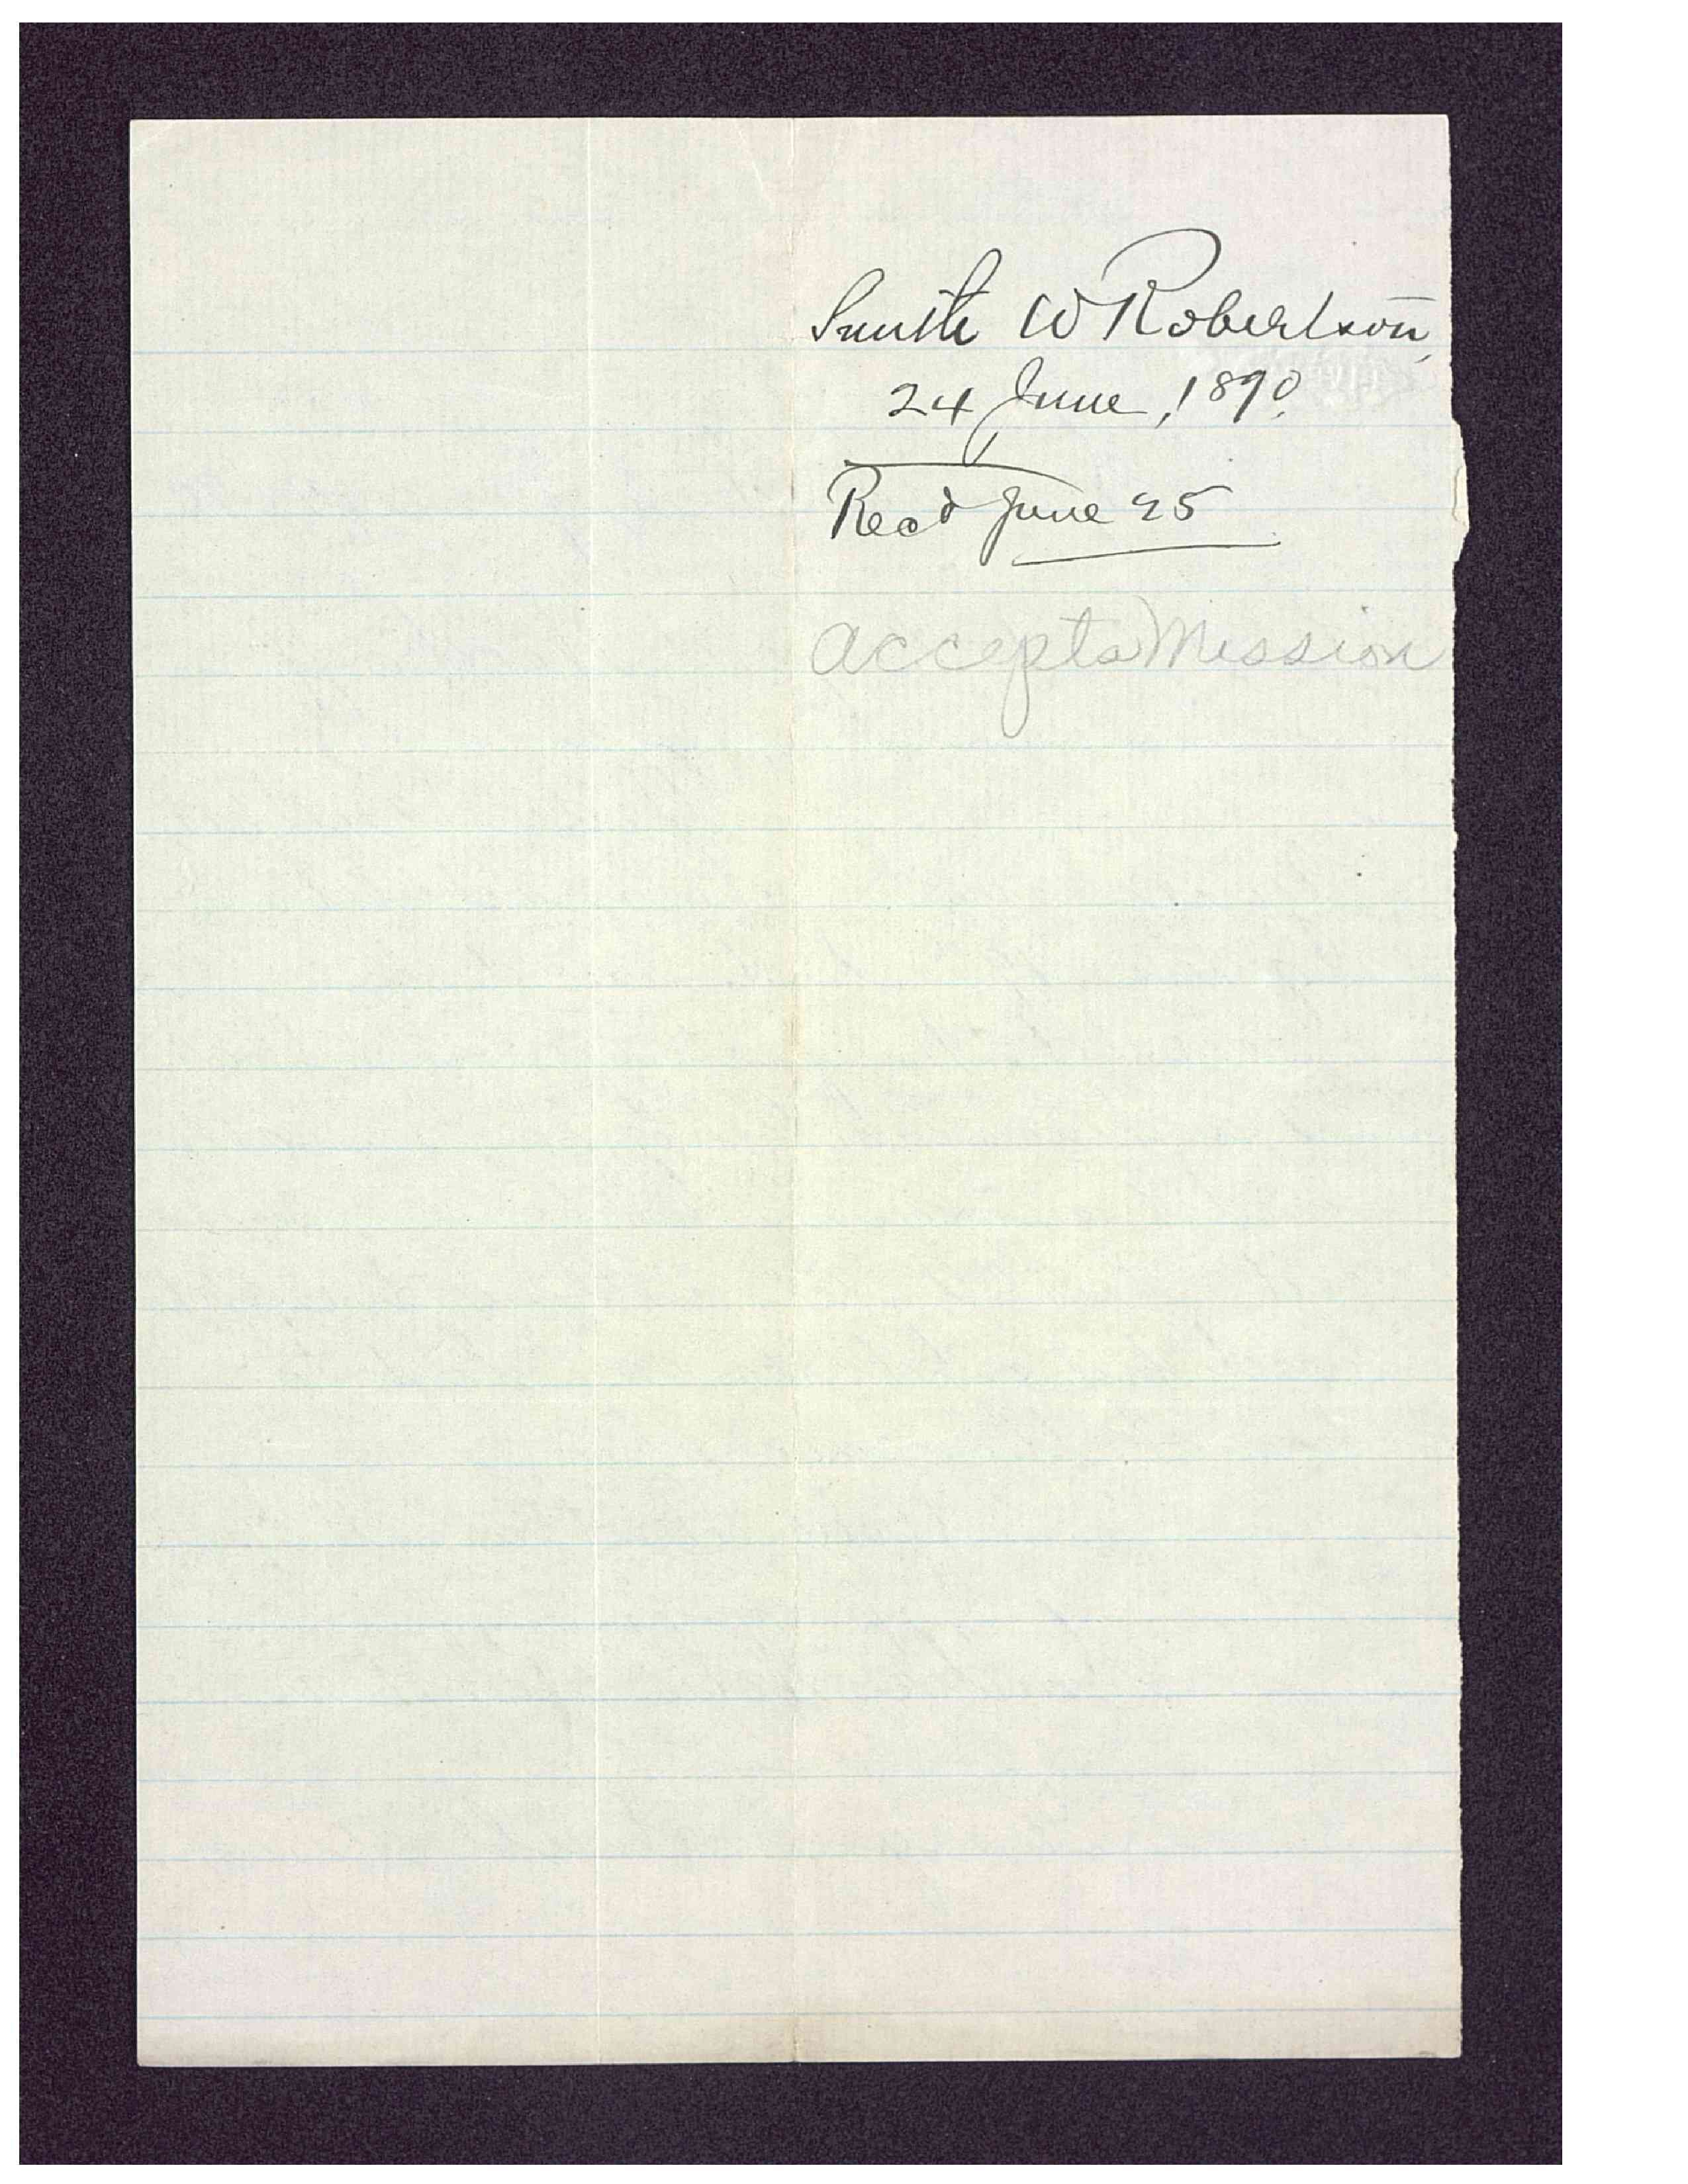 Smith W Robertson,
24 June, 1890.
Recd June 25
accepts Mission